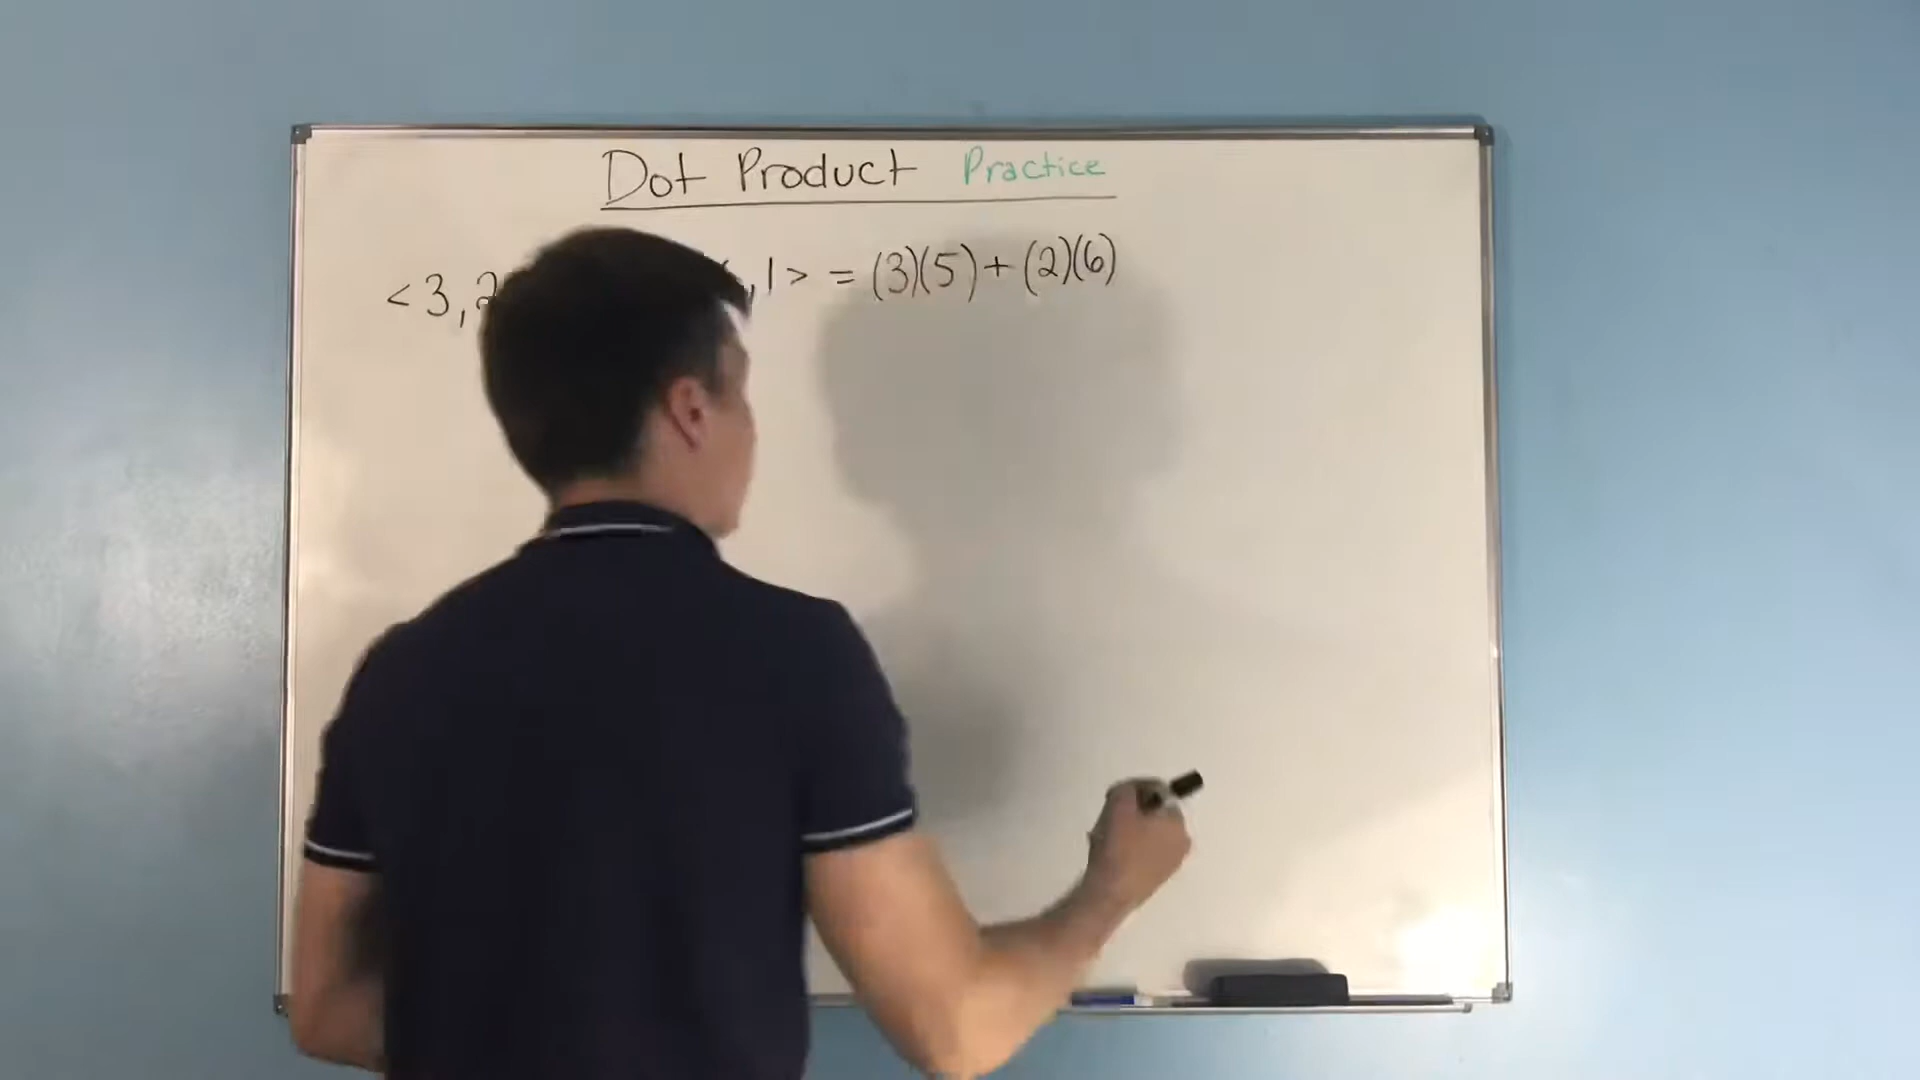 Dot Product Practice
<3,2 ,1> = (3)(5)+(2)(6)